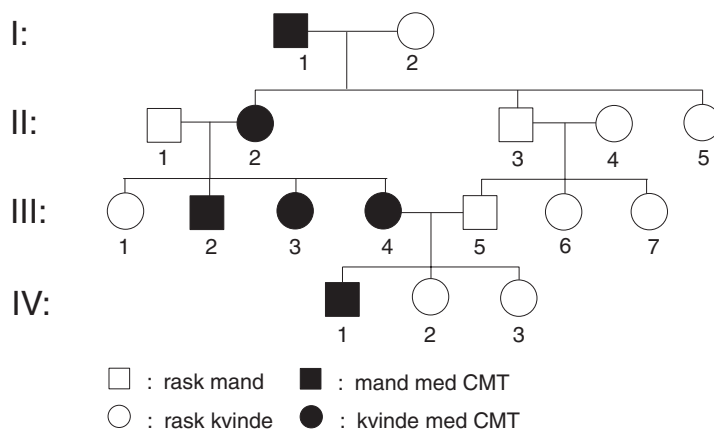 I:
1 2
II:
1 2 3 4 5
III:
1 2 3 4 5 6 7
IV:
1 2 3
: rask mand : mand med CMT
: rask kvinde : kvinde med CMT